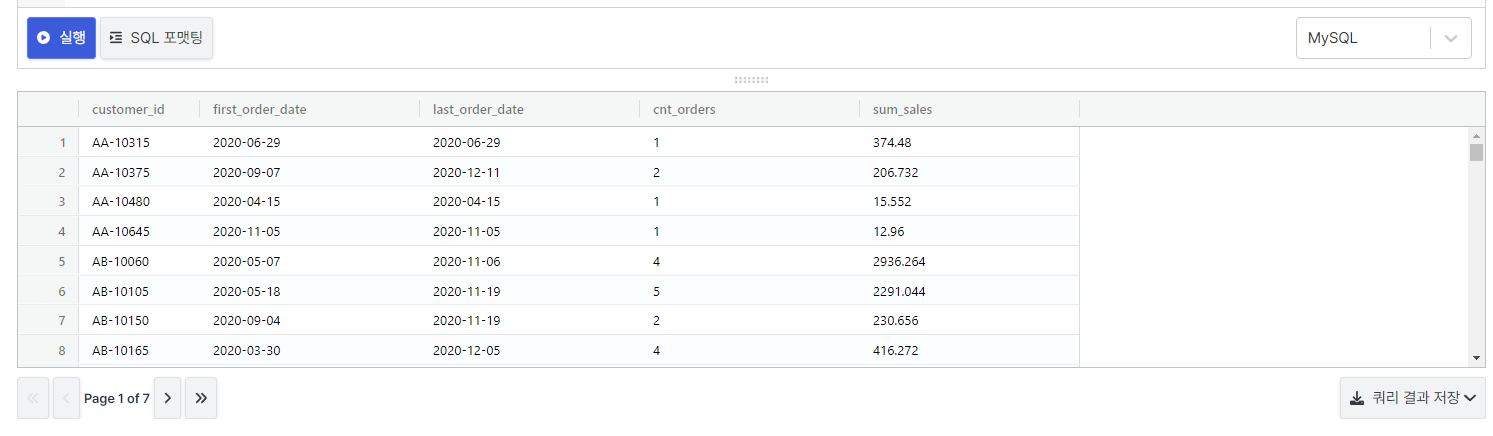 실행 SQL 포맷팅 MySQL
customer_id first_order_date last_order_date cnt_orders sum_sales
1 AA-10315 2020-06-29 2020-06-29 1 374.48
2 AA-10375 2020-09-07 2020-12-11 2 206.732
3 AA-10480 2020-04-15 2020-04-15 1 15.552
4 AA-10645 2020-11-05 2020-11-05 1 12.96
5 AB-10060 2020-05-07 2020-11-06 4 2936.264
6 AB-10105 2020-05-18 2020-11-19 5 2291.044
7 AB-10150 2020-09-04 2020-11-19 2 230.656
8 AB-10165 2020-03-30 2020-12-05 4 416.272
Page 1 of 7 쿼리 결과 저장